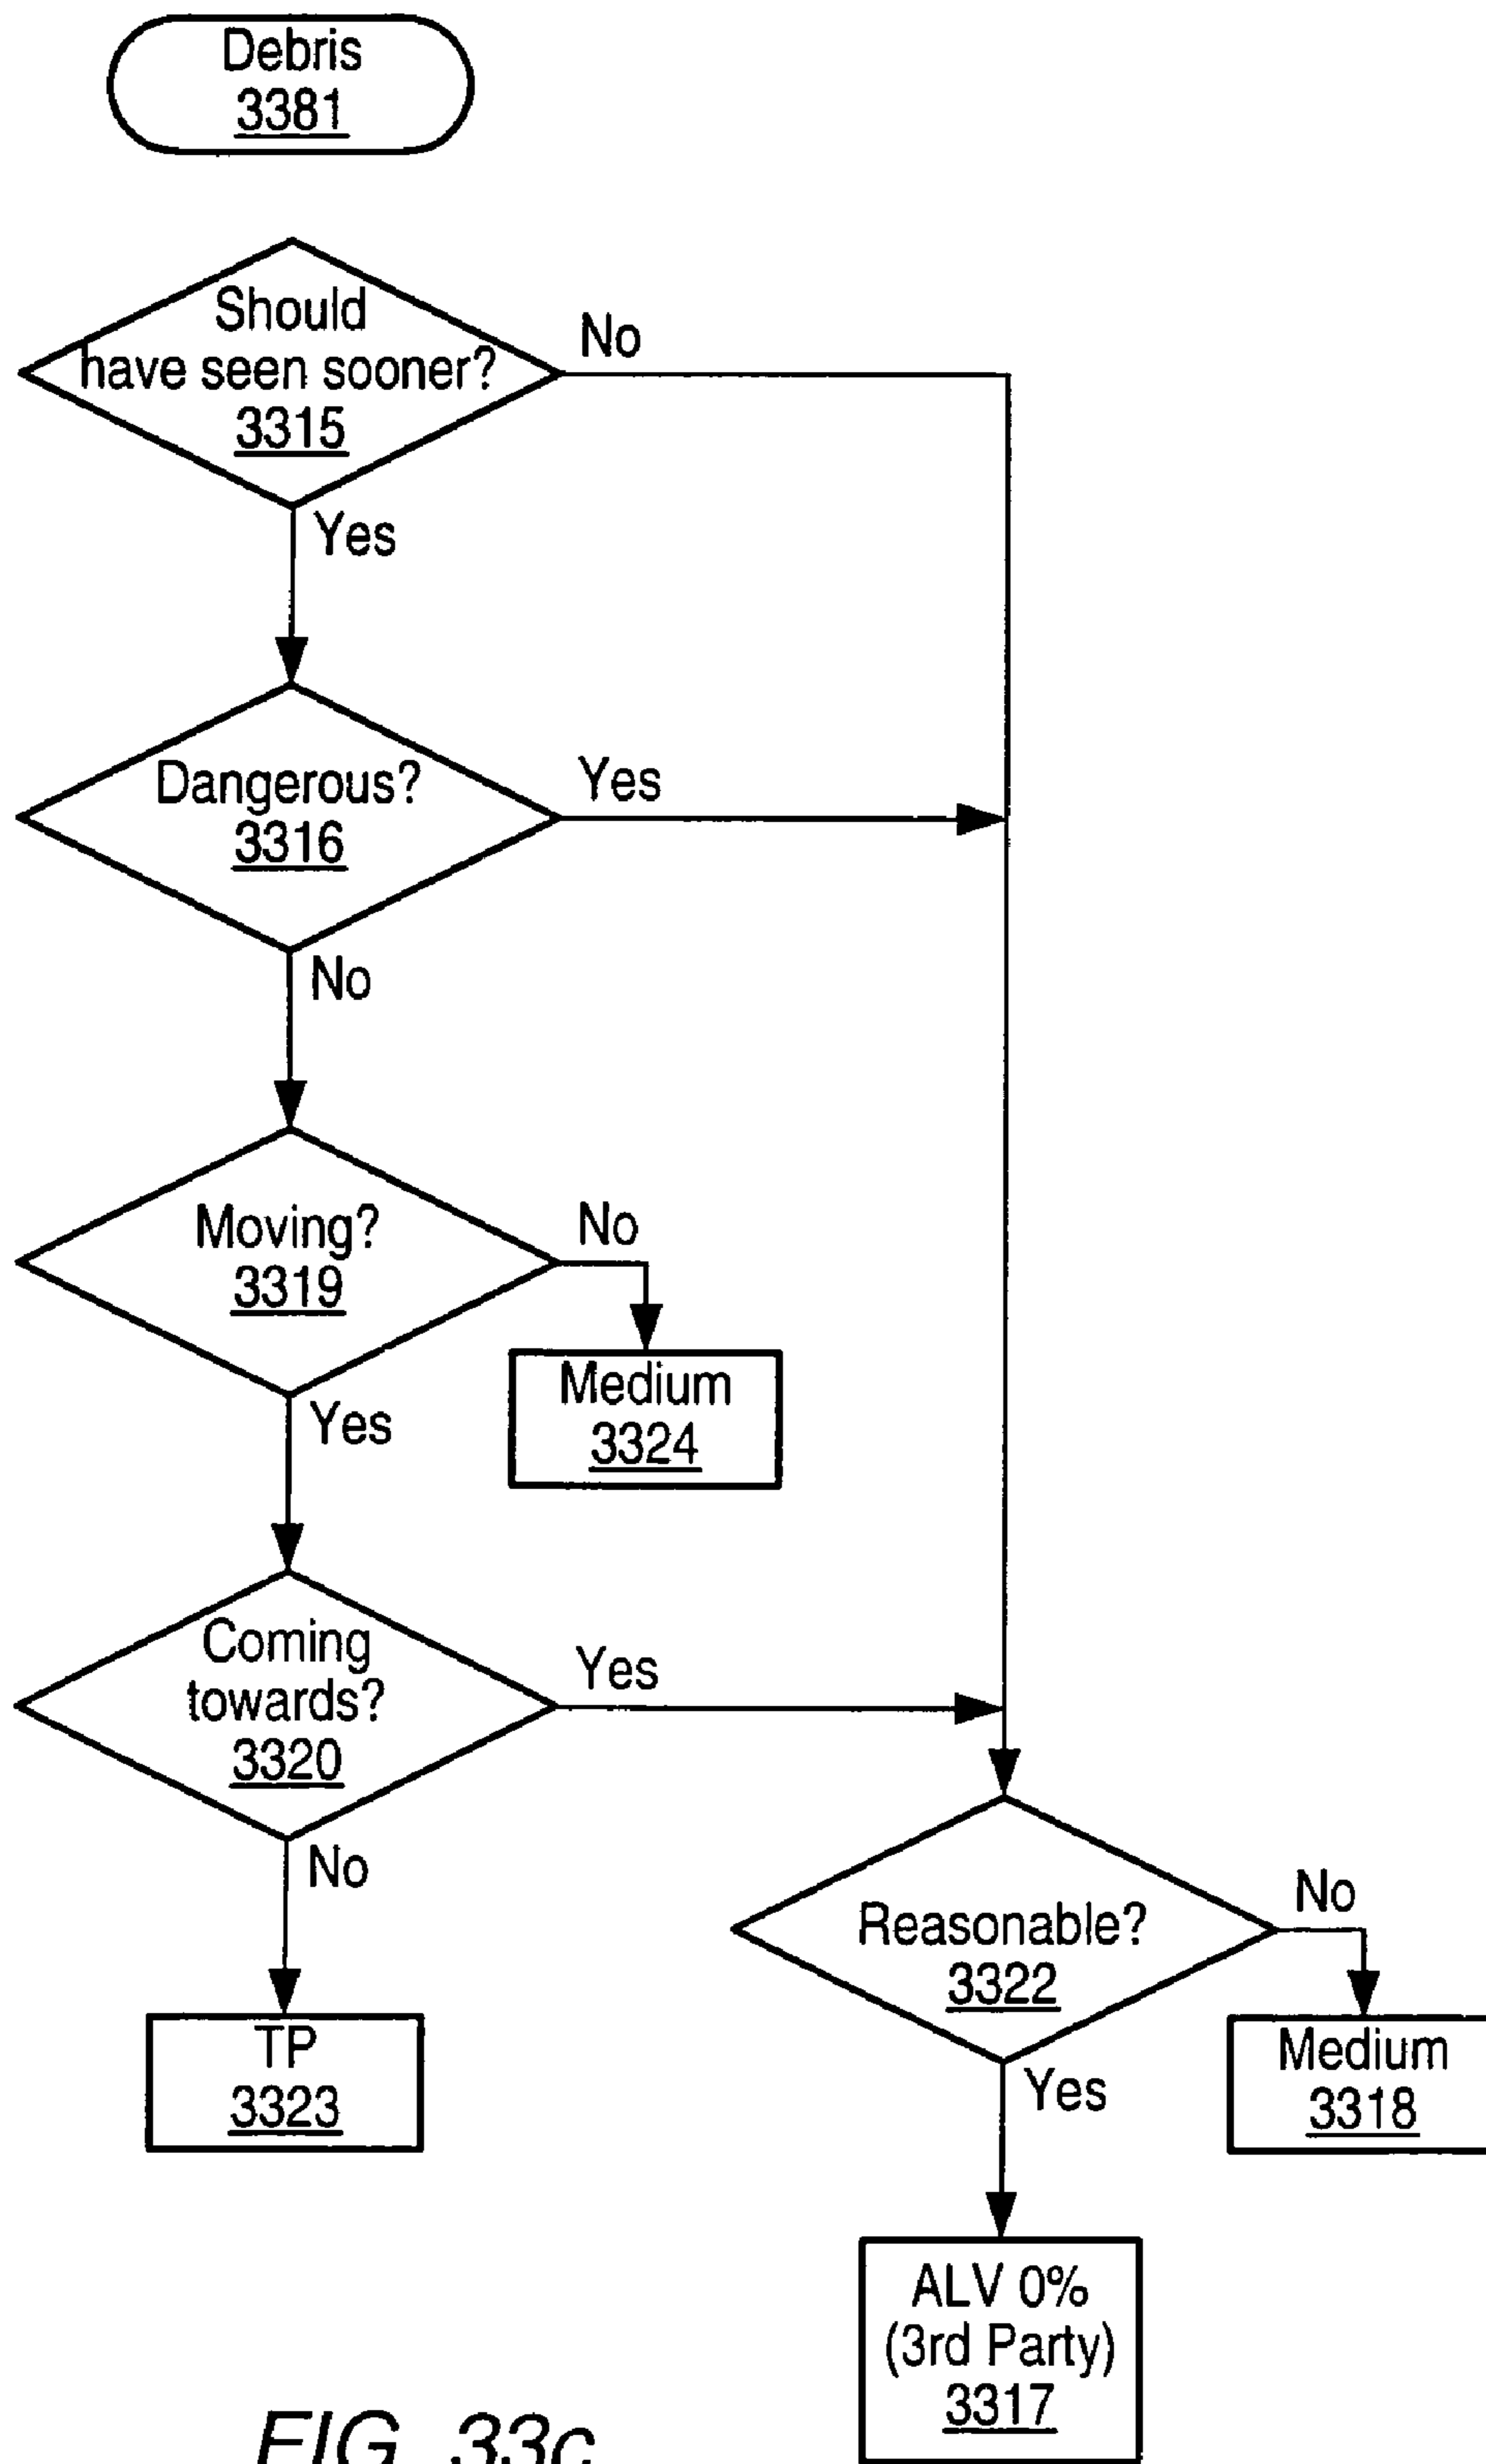 Debris
3381
Should
have seen sooner?
3315
No
Yes
Dangerous?
3316
Yes
No
Moving?
3319
No
Medium
3324
Yes
Coming
towards?
3320
Yes
No
TP
3323
Reasonable?
3322
No
Medium
3318
Yes
ALV 0%
(3rd Party)
3317
FIG. 33c